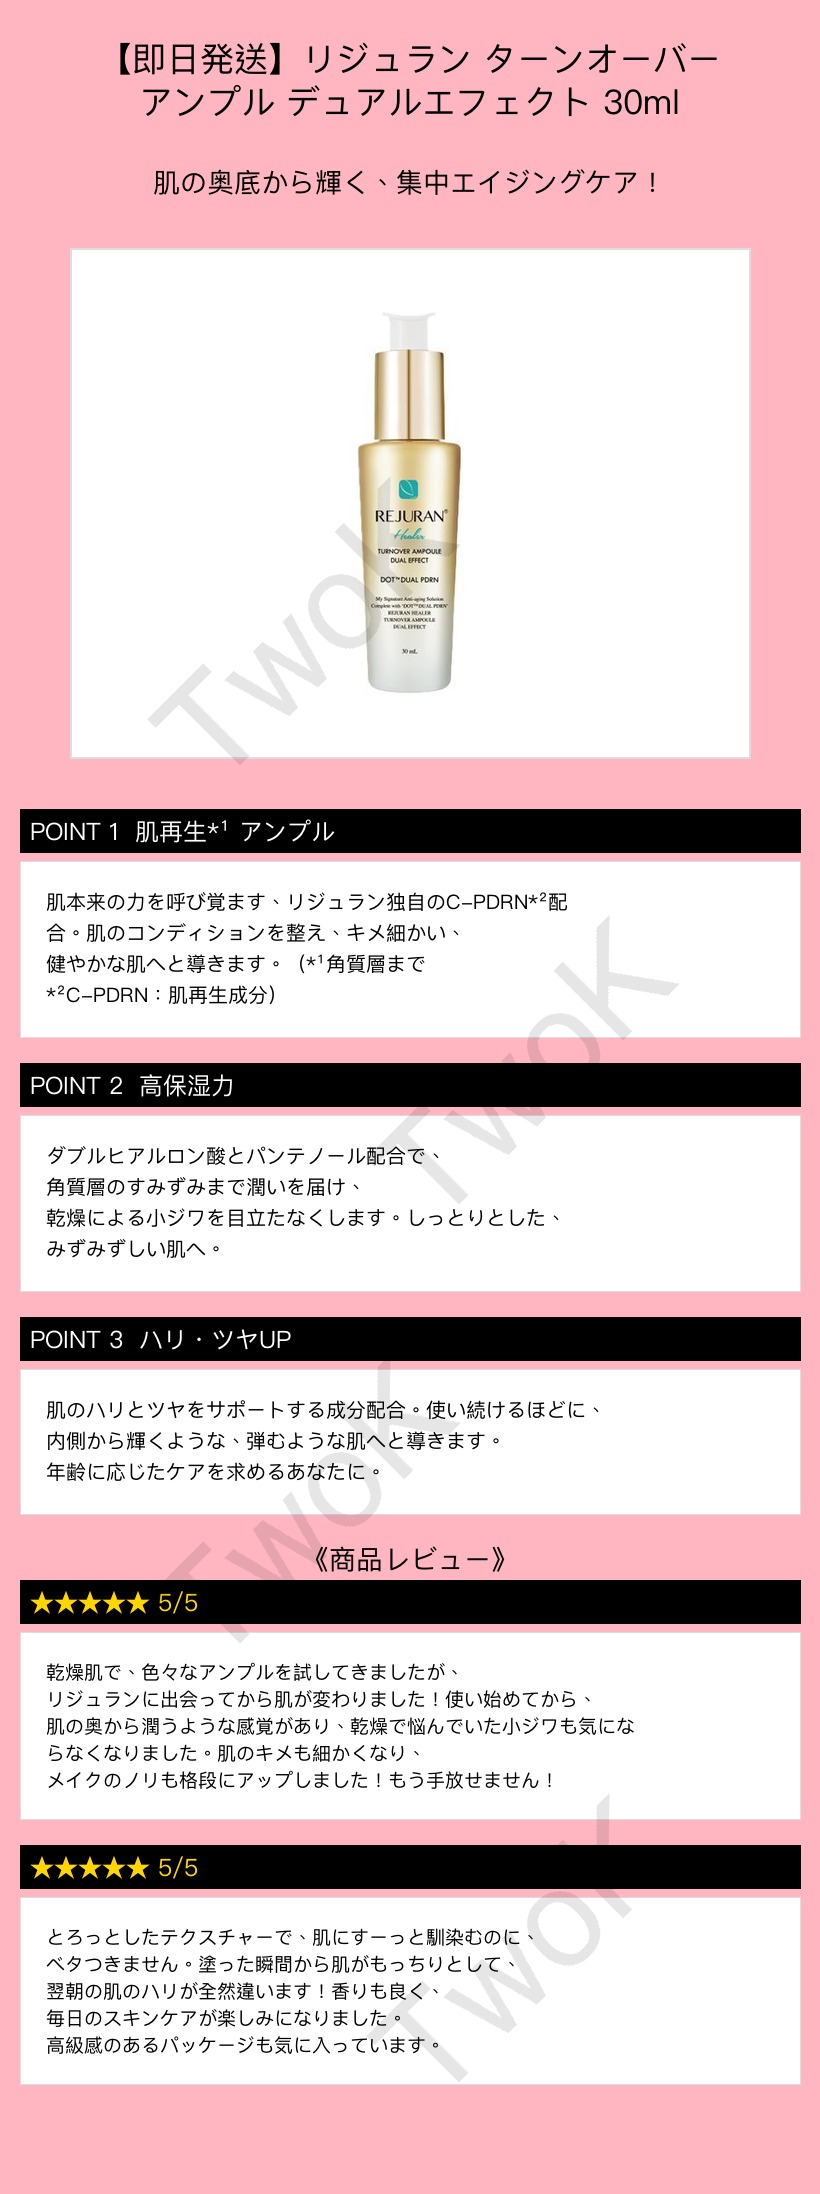 【即日発送】リジュラン ターンオーバー
アンプル デュアルエフェクト 30ml
肌の奥底から輝く、集中エイジングケア！
REJURAN®
Healer
TURNOVER AMPOULE
DUAL EFFECT
DOT™ DUAL PDRN
My Signature Anti-aging Solution
Complete with "DOT™ DUAL PDRN"
REJURAN HEALER
TURNOVER AMPOULE
DUAL EFFECT
30 mL
TwoK
POINT 1 肌再生*¹ アンプル
肌本来の力を呼び覚ます、リジュラン独自のC-PDRN*²配
合。肌のコンディションを整え、キメ細かい、
健やかな肌へと導きます。（*¹角質層まで
*²C-PDRN：肌再生成分）
TwoK
POINT 2 高保湿力
ダブルヒアルロン酸とパンテノール配合で、
角質層のすみずみまで潤いを届け、
乾燥による小ジワを目立たなくします。しっとりとした、
みずみずしい肌へ。
POINT 3 ハリ・ツヤUP
肌のハリとツヤをサポートする成分配合。使い続けるほどに、
内側から輝くような、弾むような肌へと導きます。
年齢に応じたケアを求めるあなたに。
TwoK
《商品レビュー》
★★★★★ 5/5
乾燥肌で、色々なアンプルを試してきましたが、
リジュランに出会ってから肌が変わりました！使い始めてから、
肌の奥から潤うような感覚があり、乾燥で悩んでいた小ジワも気にな
らなくなりました。肌のキメも細かくなり、
メイクのノリも格段にアップしました！もう手放せません！
★★★★★ 5/5
とろっとしたテクスチャーで、肌にすーっと馴染むのに、
ベタつきません。塗った瞬間から肌がもっちりとして、
翌朝の肌のハリが全然違います！香りも良く、
毎日のスキンケアが楽しみになりました。
高級感のあるパッケージも気に入っています。
TwoK